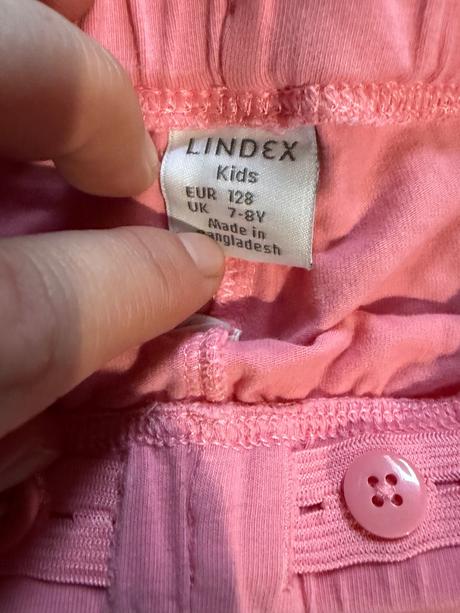 LINDEX
Kids
EUR 128
UK 7-8Y
Made in
angladesh